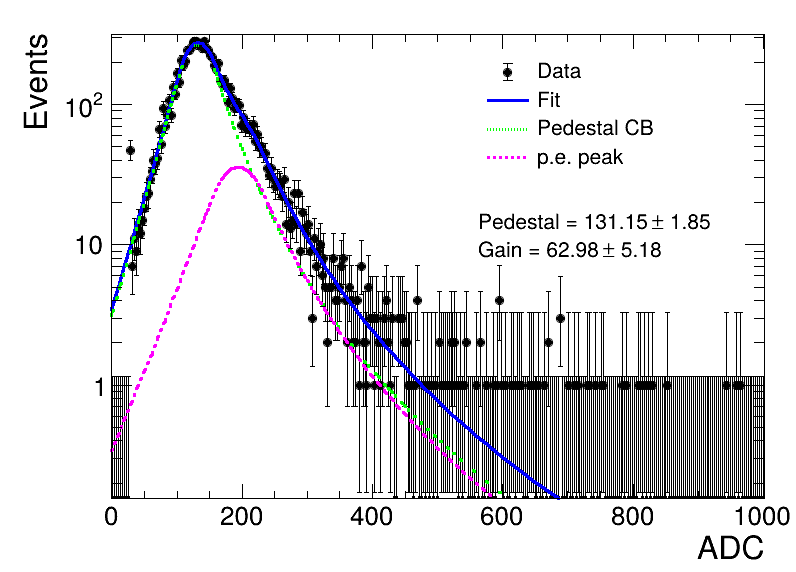 Events
10²
10
1
Data
Fit
Pedestal CB
p.e. peak
Pedestal = 131.15 ± 1.85
Gain = 62.98 ± 5.18
0 200 400 600 800 1000
ADC